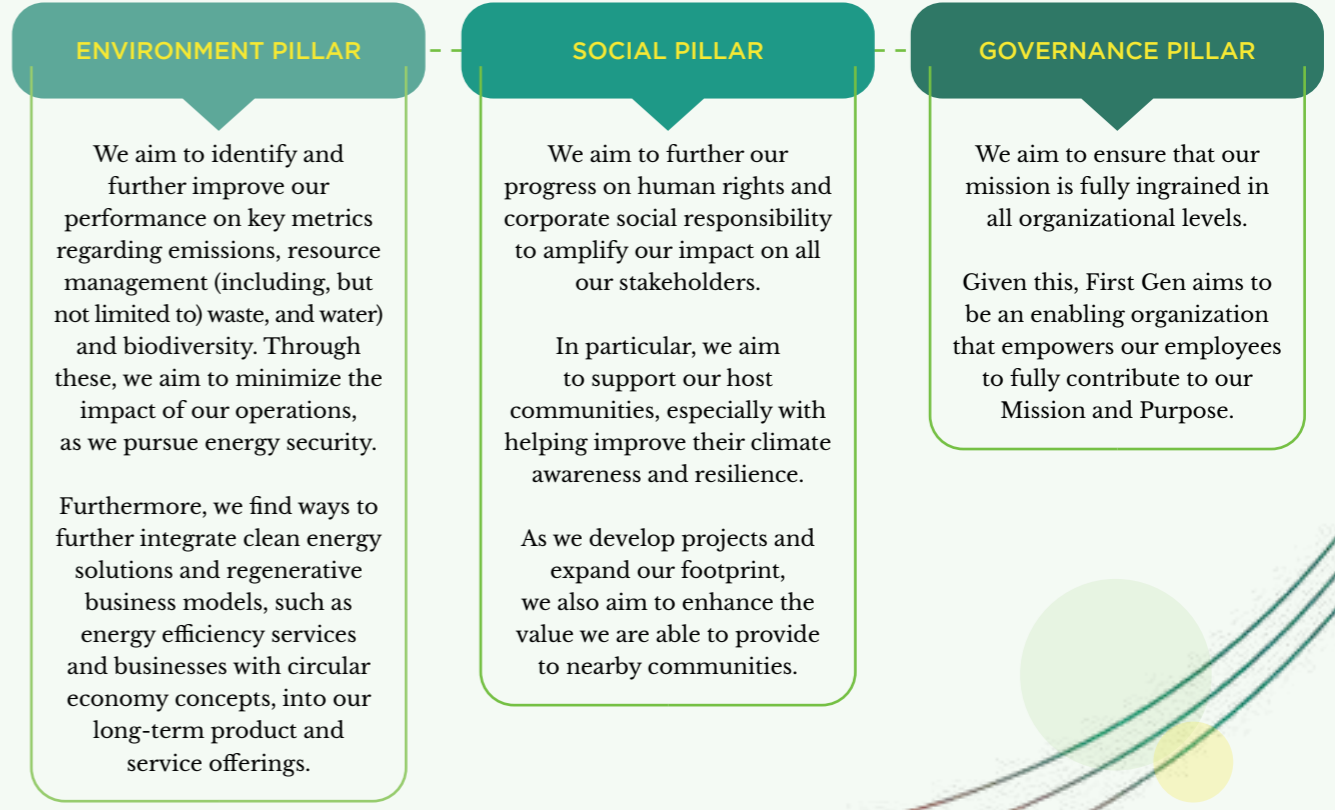 ENVIRONMENT PILLAR
We aim to identify and
further improve our
performance on key metrics
regarding emissions, resource
management (including, but
not limited to) waste, and water)
and biodiversity. Through
these, we aim to minimize the
impact of our operations,
as we pursue energy security.
Furthermore, we find ways to
further integrate clean energy
solutions and regenerative
business models, such as
energy efficiency services
and businesses with circular
economy concepts, into our
long-term product and
service offerings.
SOCIAL PILLAR
We aim to further our
progress on human rights and
corporate social responsibility
to amplify our impact on all
our stakeholders.
In particular, we aim
to support our host
communities, especially with
helping improve their climate
awareness and resilience.
As we develop projects and
expand our footprint,
we also aim to enhance the
value we are able to provide
to nearby communities.
GOVERNANCE PILLAR
We aim to ensure that our
mission is fully ingrained in
all organizational levels.
Given this, First Gen aims to
be an enabling organization
that empowers our employees
to fully contribute to our
Mission and Purpose.